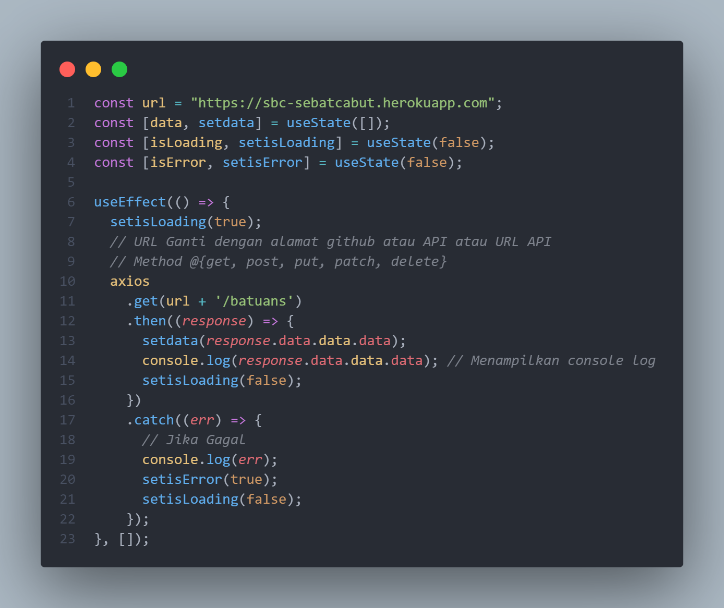 1 const url = "https://sbc-sebatcabut.herokuapp.com";
2 const [data, setdata] = useState([]);
3 const [isLoading, setisLoading] = useState(false);
4 const [isError, setisError] = useState(false);
5
6 useEffect(() => {
7   setisLoading(true);
8   // URL Ganti dengan alamat github atau API atau URL API
9   // Method @{get, post, put, patch, delete}
10   axios
11     .get(url + '/batuans')
12     .then((response) => {
13       setdata(response.data.data.data);
14       console.log(response.data.data.data); // Menampilkan console log
15       setisLoading(false);
16     })
17     .catch((err) => {
18       // Jika Gagal
19       console.log(err);
20       setisError(true);
21       setisLoading(false);
22     });
23 }, []);